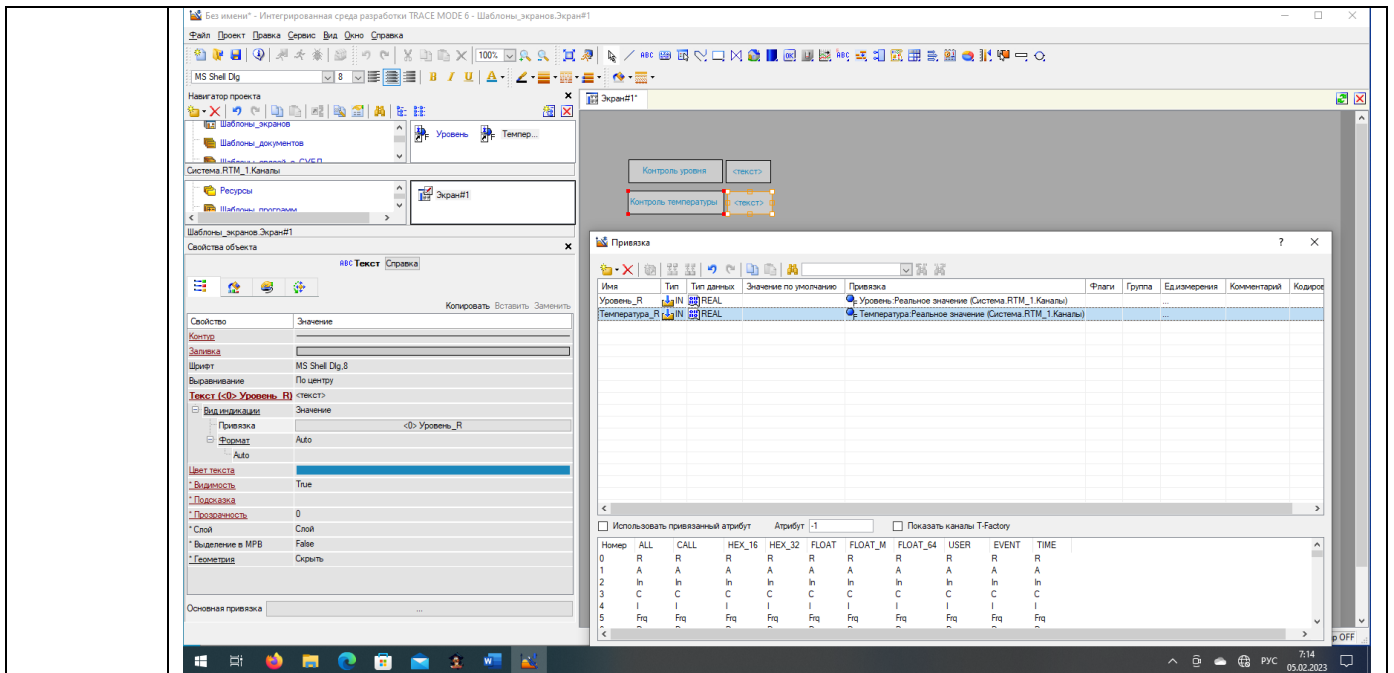 Без имени* - Интегрированная среда разработки TRACE MODE 6 - Шаблоны_экранов.Экран#1
Файл Проект Правка Сервис Вид Окно Справка
100%
ABC
OK
ABC
MS Shell Dlg 8 B I U A
Навигатор проекта
Экран#1*
Шаблоны_экранов
Шаблоны_документов
Уровень Темпер...
Система.RTM_1.Каналы
Ресурсы
Экран#1
Шаблоны_экранов.Экран#1
Контроль уровня <текст>
Контроль температуры <текст>
Свойства объекта
ABC Текст Справка
Копировать Вставить Заменить
Свойство Значение
Контур
Заливка
Шрифт MS Shell Dlg,8
Выравнивание По центру
Текст (<0> Уровень_R) <текст>
Вид индикации Значение
Привязка <0> Уровень_R
Формат Auto
Auto
Цвет текста
* Видимость True
* Подсказка
* Прозрачность 0
* Слой Слой
* Выделение в МРВ False
* Геометрия Скрыть
Основная привязка ...
Привязка
Имя Тип Тип данных Значение по умолчанию Привязка Флаги Группа Ед.измерения Комментарий Кодиров
Уровень_R IN REAL Уровень:Реальное значение (Система.RTM_1.Каналы) ...
Температура_R IN REAL Температура:Реальное значение (Система.RTM_1.Каналы) ...
Использовать привязанный атрибут Атрибут -1 Показать каналы T-Factory
Номер ALL CALL HEX_16 HEX_32 FLOAT FLOAT_M FLOAT_64 USER EVENT TIME
0 R R R R R R R R R R
1 A A A A A A A A A A
2 In In In In In In In In In In
3 C C C C C C C C C C
4 I I I I I I I I I I
5 Frq Frq Frq Frq Frq Frq Frq Frq Frq Frq
р OFF
РУС
7:14
05.02.2023